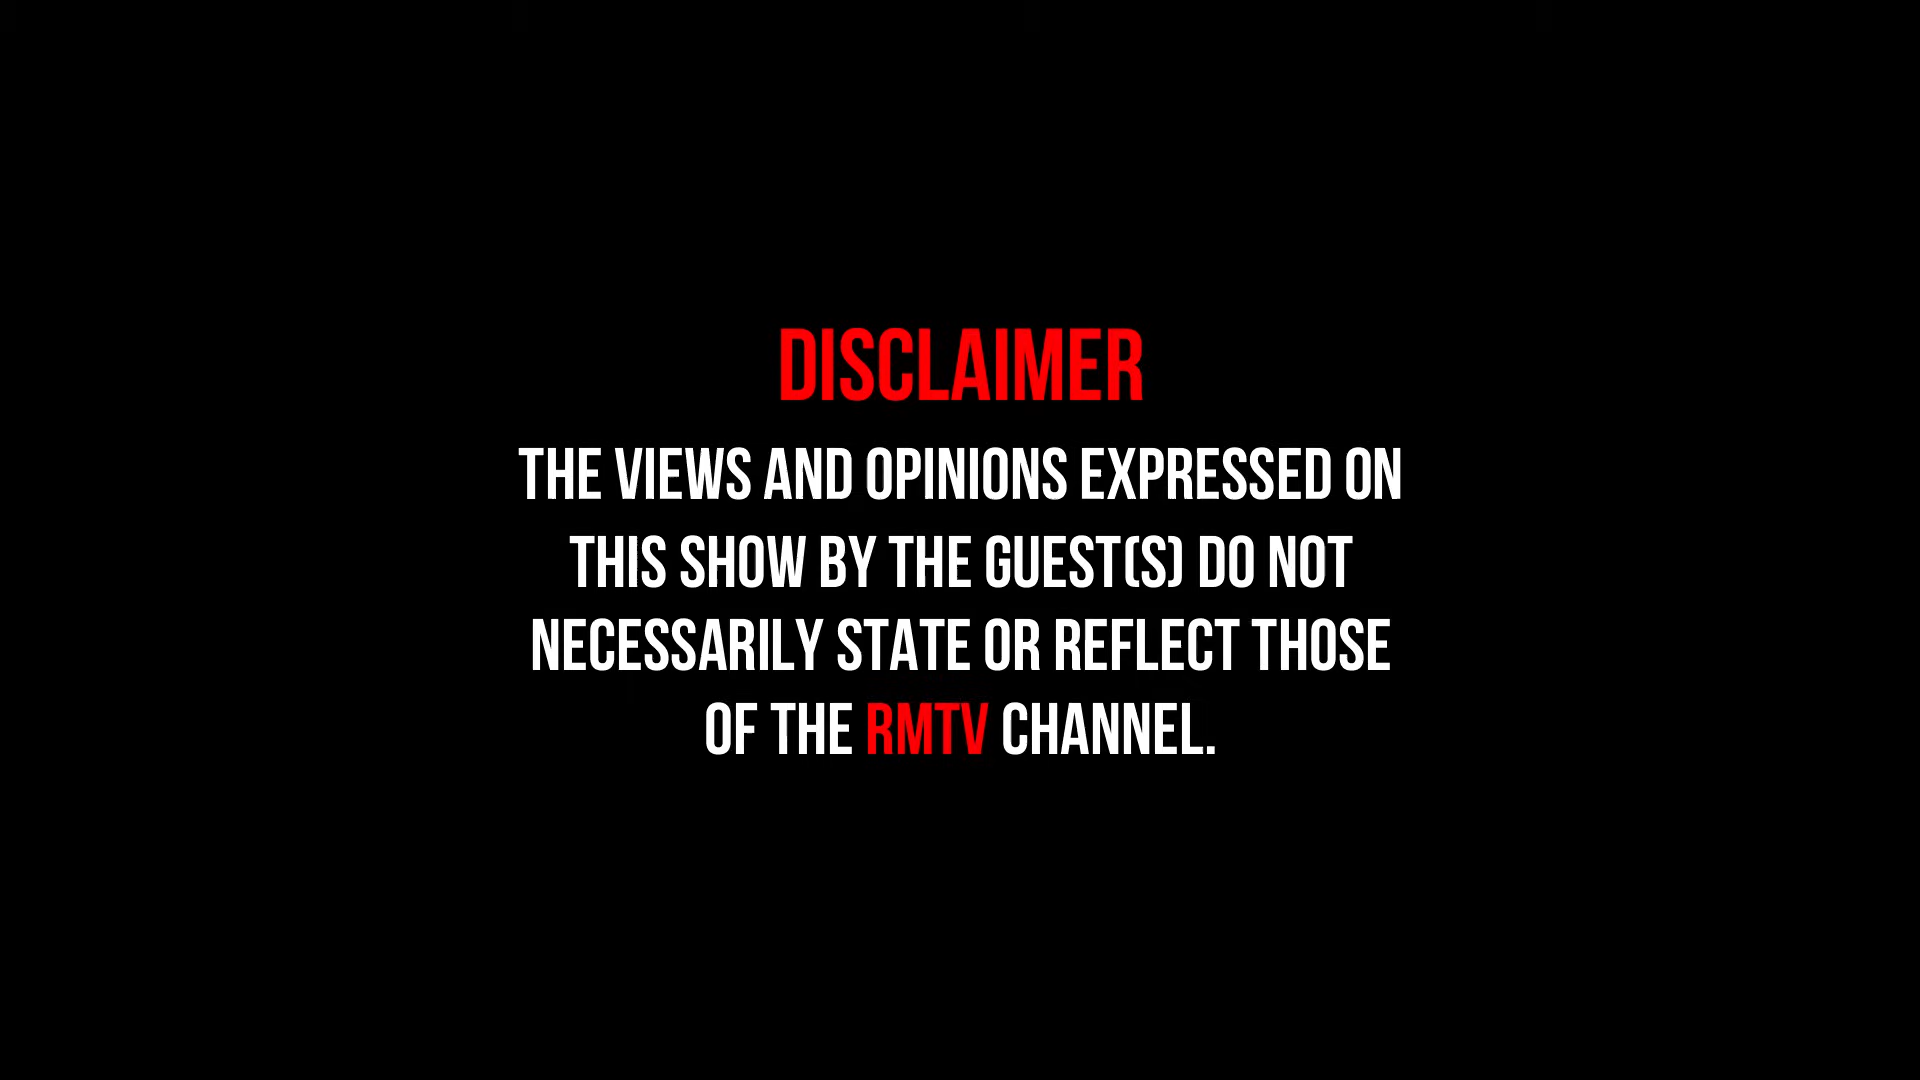 DISCLAIMER
THE VIEWS AND OPINIONS EXPRESSED ON
THIS SHOW BY THE GUEST(S) DO NOT
NECESSARILY STATE OR REFLECT THOSE
OF THE RMTV CHANNEL.